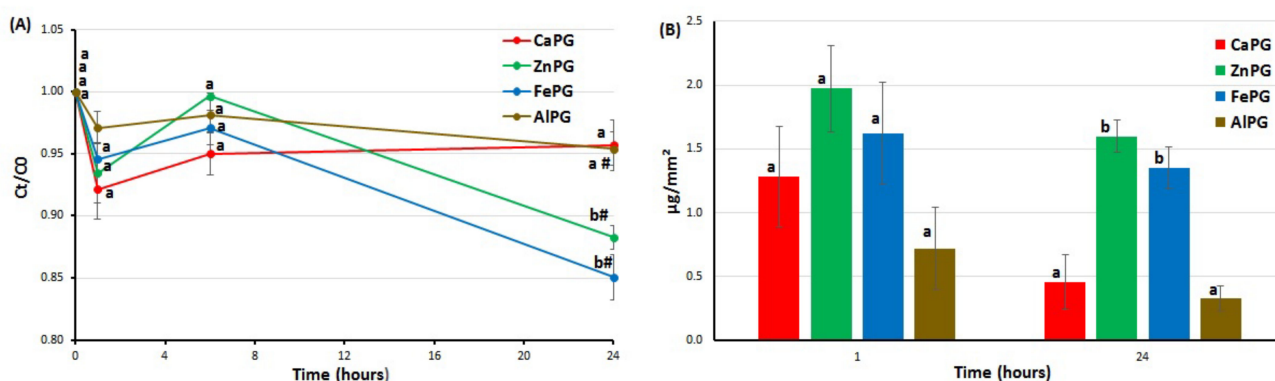 (A)
1.05
1.00
0.95
0.90
0.85
0.80
Ct/C0
0
4
8
12
16
20
24
Time (hours)
CaPG
ZnPG
FePG
AlPG
a
a
a
a
a
a
a
a
a
a
a
a
a #
b#
b#
(B)
2.5
2.0
1.5
1.0
0.5
0.0
µg/mm²
CaPG
ZnPG
FePG
AlPG
a
a
a
a
a
b
b
a
1
24
Time (hours)